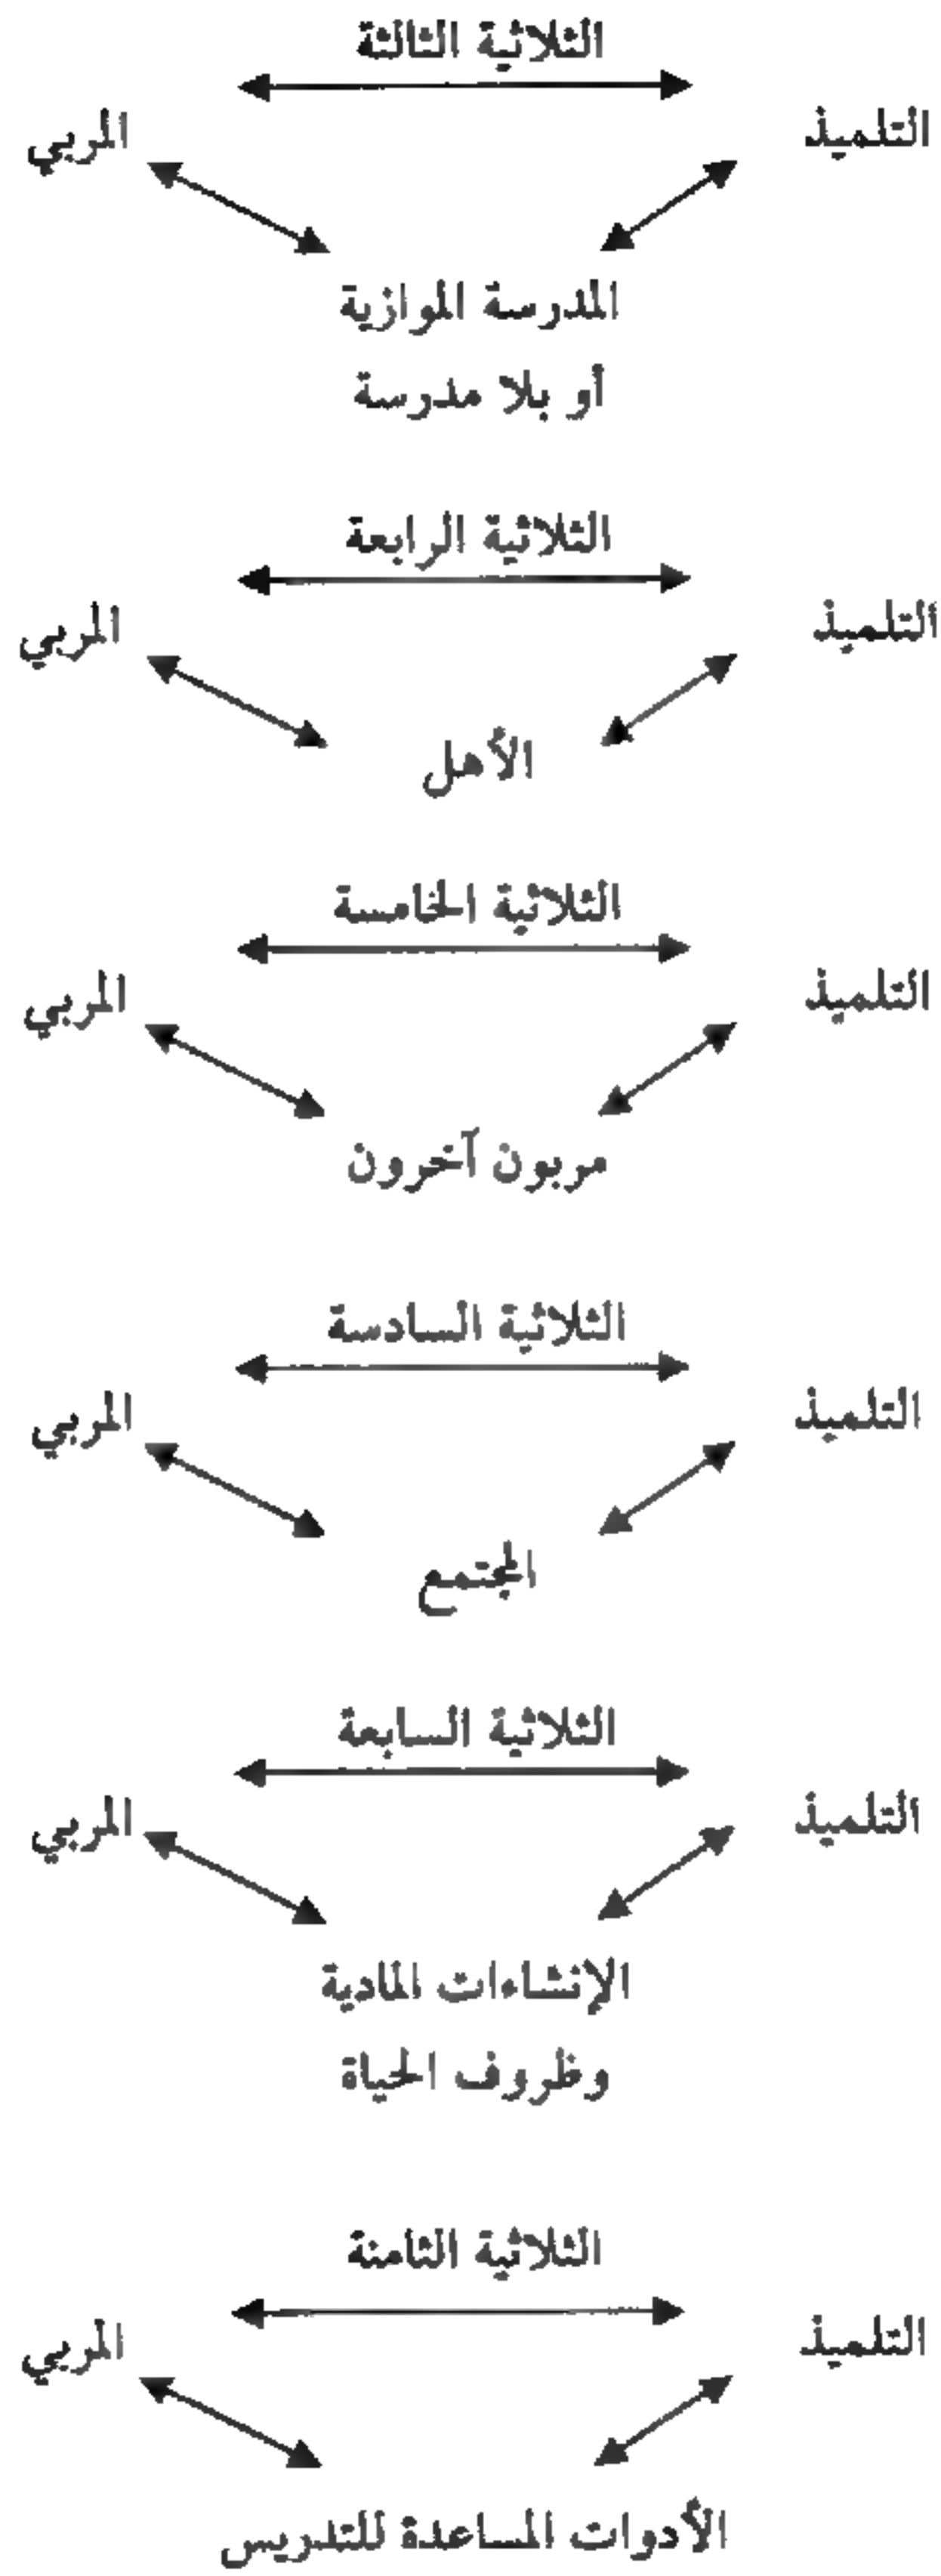 الثلاثية الثالثة
التلميذ المربي
المدرسة الموازية
أو بلا مدرسة
الثلاثية الرابعة
التلميذ المربي
الأهل
الثلاثية الخامسة
التلميذ المربي
مربون آخرون
الثلاثية السادسة
التلميذ المربي
المجتمع
الثلاثية السابعة
التلميذ المربي
الإنشاءات المادية
وظروف الحياة
الثلاثية الثامنة
التلميذ المربي
الأدوات المساعدة للتدريس